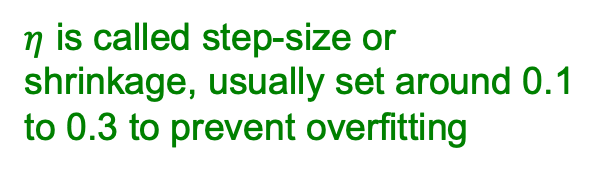 η is called step-size or
shrinkage, usually set around 0.1
to 0.3 to prevent overfitting